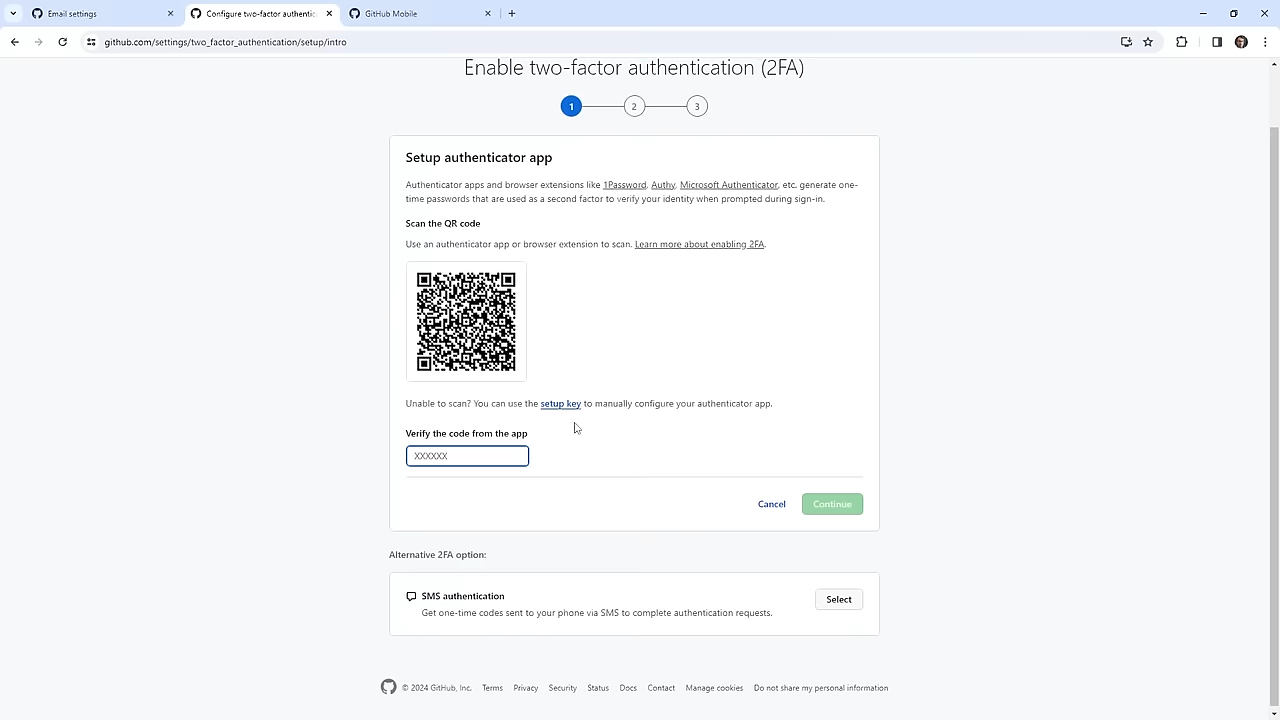 Email settings
Configure two-factor authentic
GitHub Mobile
github.com/settings/two_factor_authentication/setup/intro
Enable two-factor authentication (2FA)
1
2
3
Setup authenticator app
Authenticator apps and browser extensions like 1Password, Authy, Microsoft Authenticator, etc. generate one-
time passwords that are used as a second factor to verify your identity when prompted during sign-in.
Scan the QR code
Use an authenticator app or browser extension to scan. Learn more about enabling 2FA.
Unable to scan? You can use the setup key to manually configure your authenticator app.
Verify the code from the app
XXXXXX
Cancel
Continue
Alternative 2FA option:
SMS authentication
Get one-time codes sent to your phone via SMS to complete authentication requests.
Select
© 2024 GitHub, Inc. Terms Privacy Security Status Docs Contact Manage cookies Do not share my personal information